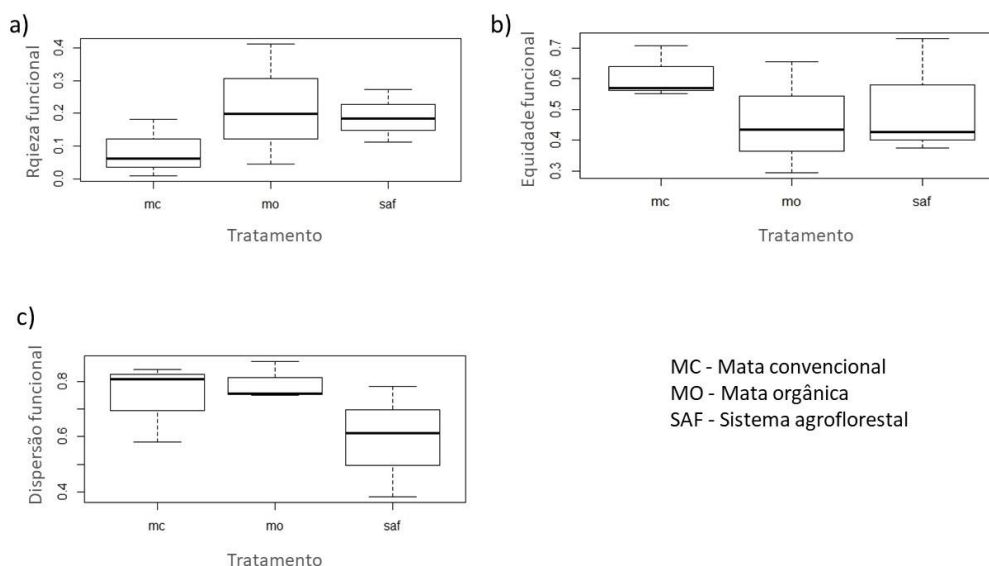 a)
Rqieza funcional
0.0 0.1 0.2 0.3 0.4
mc mo saf
Tratamento
b)
Equidade funcional
0.3 0.4 0.5 0.6 0.7
mc mo saf
Tratamento
c)
Dispersão funcional
0.4 0.6 0.8
mc mo saf
Tratamento
MC - Mata convencional
MO - Mata orgânica
SAF - Sistema agroflorestal